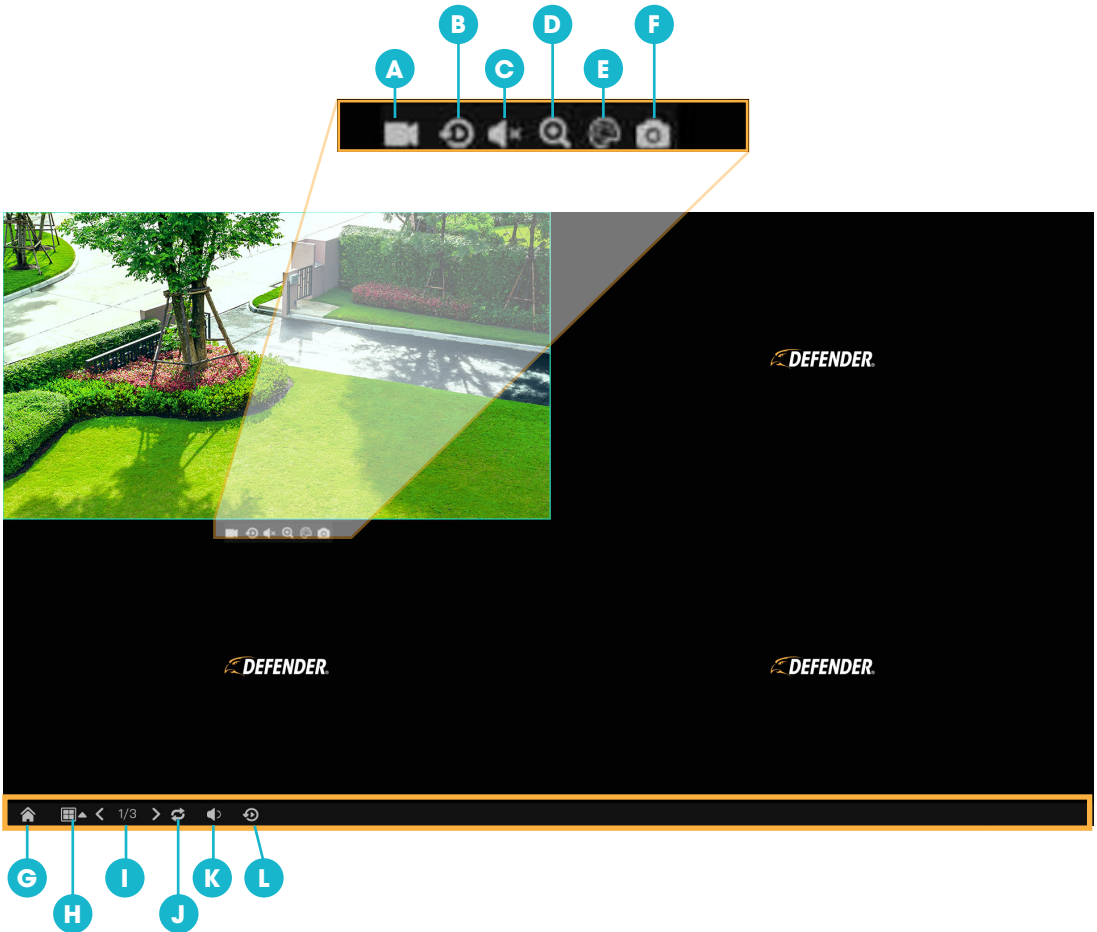 B D F
A C E
DEFENDER.
DEFENDER. DEFENDER.
1/3
G I K L
H J